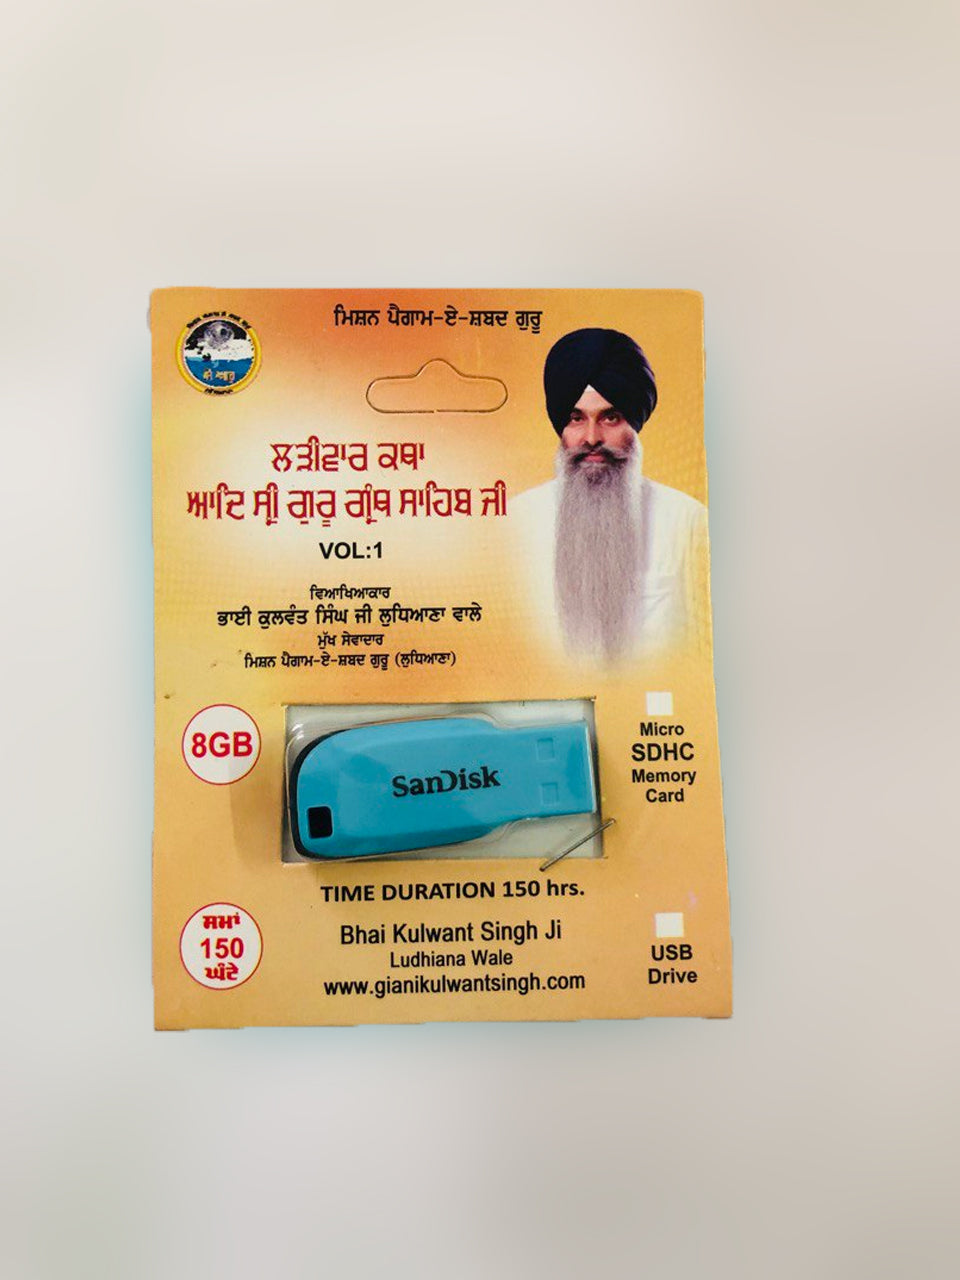 ਮਿਸ਼ਨ ਪੈਗਾਮ-ਏ-ਸ਼ਬਦ ਗੁਰੂ
ਲੜੀਵਾਰ ਕਥਾ
ਆਦਿ ਸ੍ਰੀ ਗੁਰੂ ਗ੍ਰੰਥ ਸਾਹਿਬ ਜੀ
VOL:1
ਵਿਆਖਿਆਕਾਰ
ਭਾਈ ਕੁਲਵੰਤ ਸਿੰਘ ਜੀ ਲੁਧਿਆਣਾ ਵਾਲੇ
ਮੁੱਖ ਸੇਵਾਦਾਰ
ਮਿਸ਼ਨ ਪੈਗਾਮ-ਏ-ਸ਼ਬਦ ਗੁਰੂ (ਲੁਧਿਆਣਾ)
8GB
SanDisk
Micro
SDHC
Memory
Card
TIME DURATION 150 hrs.
ਸਮਾਂ
150
ਘੰਟੇ
Bhai Kulwant Singh Ji
Ludhiana Wale
www.gianikulwantsingh.com
USB
Drive